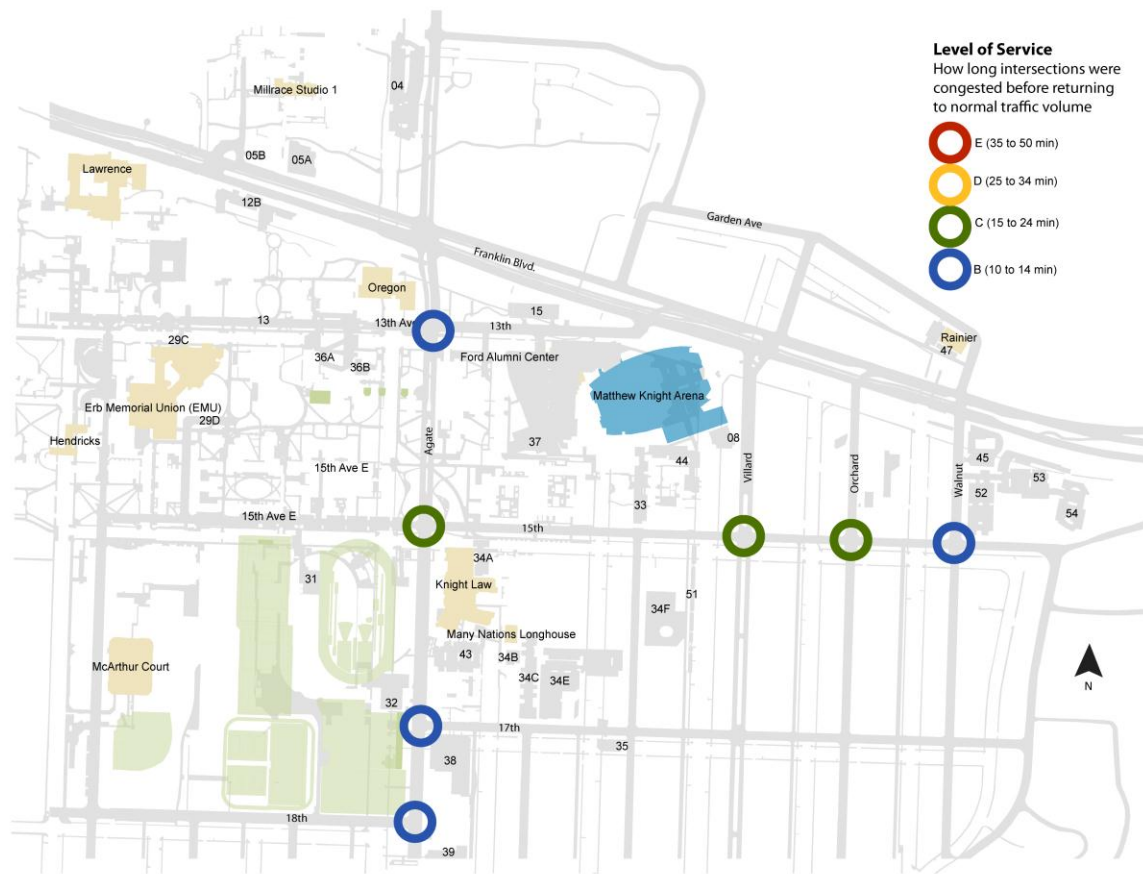 Level of Service
How long intersections were
congested before returning
to normal traffic volume
E (35 to 50 min)
D (25 to 34 min)
C (15 to 24 min)
B (10 to 14 min)
Millrace Studio 1
04
05B
05A
Lawrence
12B
Garden Ave
Franklin Blvd.
Oregon
15
13
13th Ave
13th
29C
36A
36B
Ford Alumni Center
Rainier
47
Matthew Knight Arena
Erb Memorial Union (EMU)
29D
Hendricks
Agate
37
08
44
Villard
Orchard
Walnut
45
53
52
54
15th Ave E
33
15th Ave E
15th
34A
31
Knight Law
51
34F
Many Nations Longhouse
43
34B
34C
34E
McArthur Court
N
32
17th
35
38
18th
39